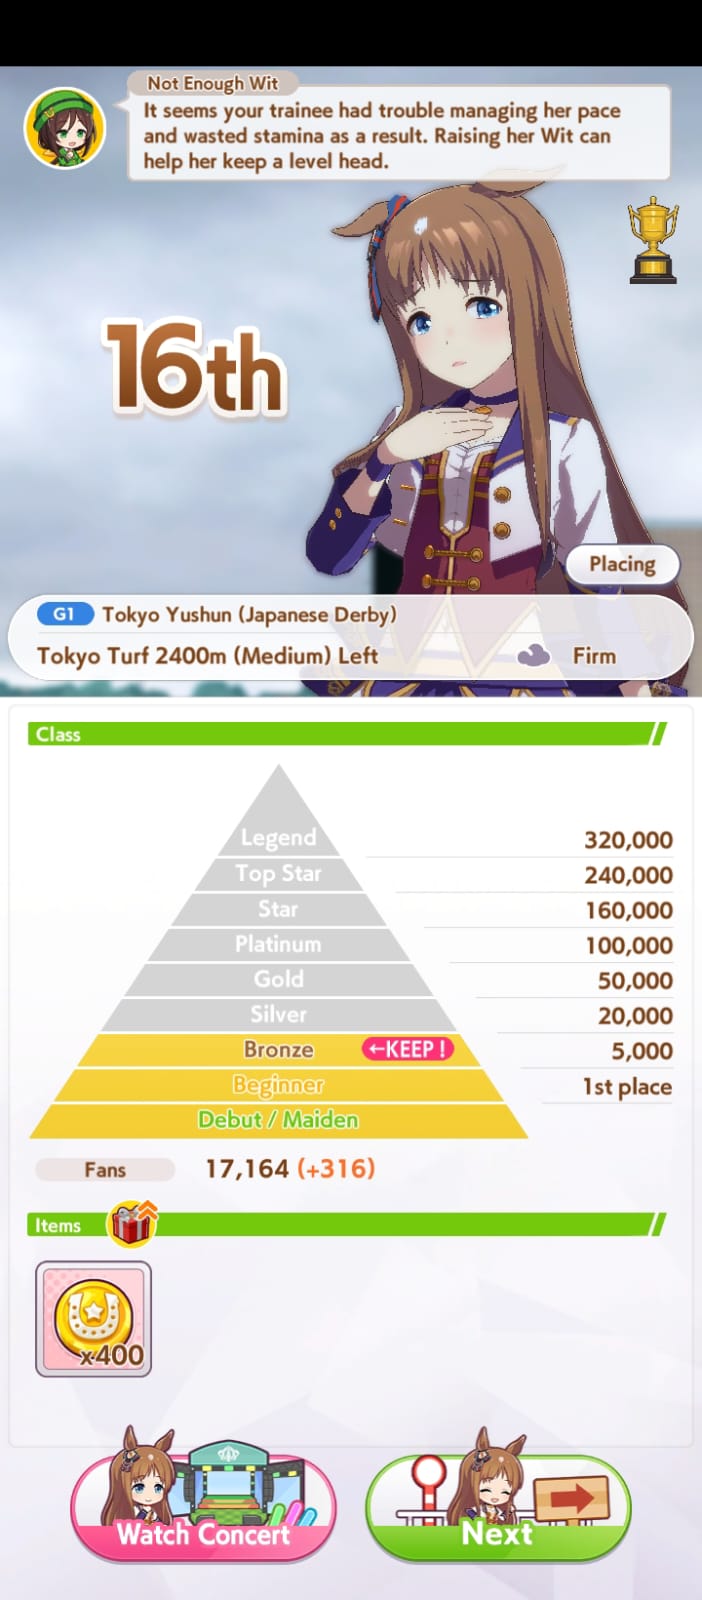 Not Enough Wit
It seems your trainee had trouble managing her pace
and wasted stamina as a result. Raising her Wit can
help her keep a level head.
16th
Placing
G1 Tokyo Yushun (Japanese Derby)
Tokyo Turf 2400m (Medium) Left Firm
Class
Legend 320,000
Top Star 240,000
Star 160,000
Platinum 100,000
Gold 50,000
Silver 20,000
Bronze ←KEEP! 5,000
Beginner 1st place
Debut / Maiden
Fans 17,164 (+316)
Items
x400
Watch Concert
Next